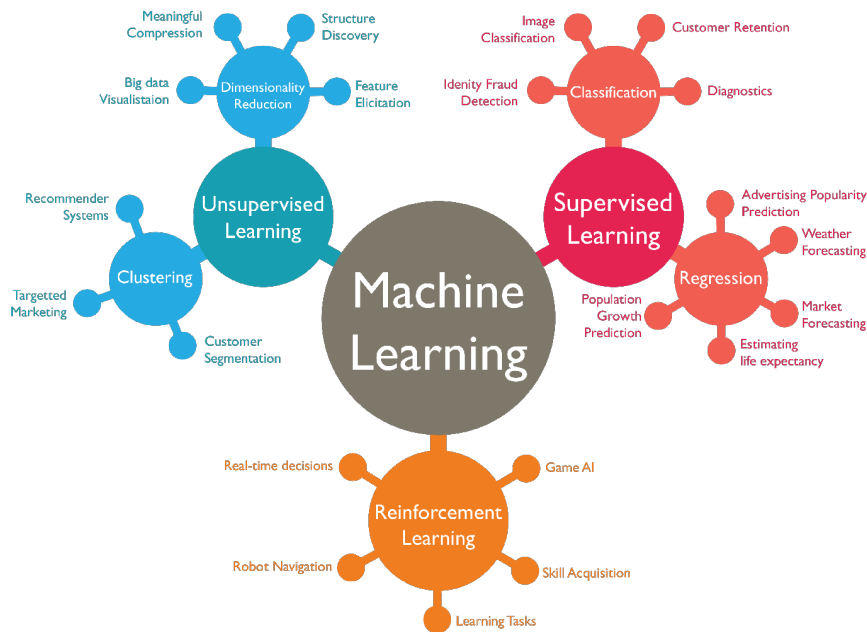 Meaningful
Compression
Structure
Discovery
Big data
Visualistaion
Dimensionality
Reduction
Feature
Elicitation
Image
Classification
Customer Retention
Idenity Fraud
Detection
Classification
Diagnostics
Recommender
Systems
Unsupervised
Learning
Clustering
Targetted
Marketing
Customer
Segmentation
Supervised
Learning
Advertising Popularity
Prediction
Weather
Forecasting
Regression
Population
Growth
Prediction
Market
Forecasting
Estimating
life expectancy
Machine
Learning
Real-time decisions
Game AI
Reinforcement
Learning
Robot Navigation
Skill Acquisition
Learning Tasks